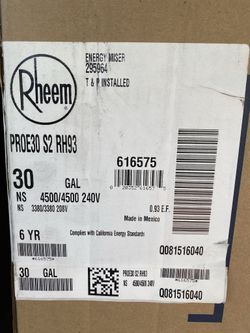 Rheem
ENERGY MISER
295964
T & P INSTALLED
PROE30 S2 RH93
616575
30 GAL
NS 4500/4500 240V
NS 3380/3380 208V
0.93 E.F.
Made in Mexico
6 YR
Complies with California Energy Standards
Q081516040
*616575*
30 GAL
PROE30 S2 RH93
NS 4500/4500 240V
*616575*
Q081516040